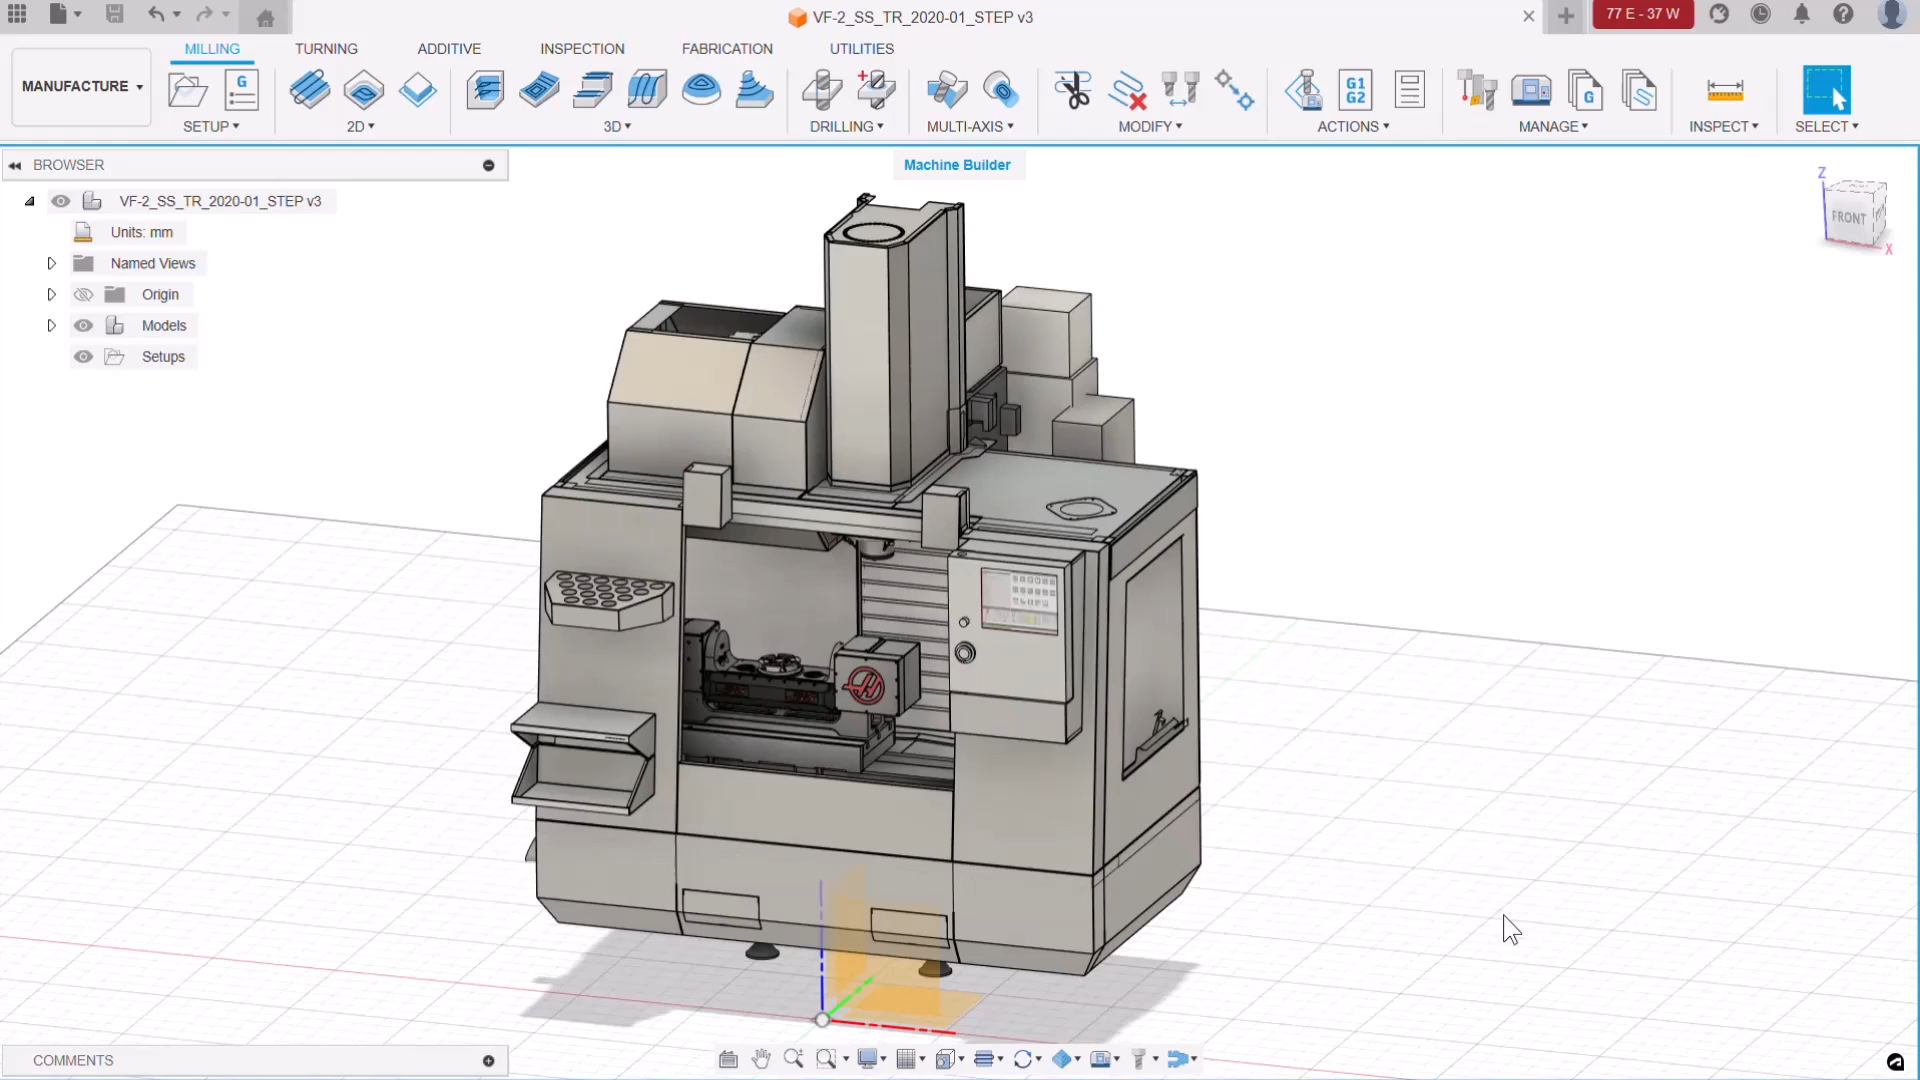 VF-2_SS_TR_2020-01_STEP v3
77 E - 37 W
MILLING
TURNING
ADDITIVE
INSPECTION
FABRICATION
UTILITIES
MANUFACTURE
G
G1
G2
G
SETUP
2D
3D
DRILLING
MULTI-AXIS
MODIFY
ACTIONS
MANAGE
INSPECT
SELECT
BROWSER
Machine Builder
VF-2_SS_TR_2020-01_STEP v3
Units: mm
Named Views
Origin
Models
Setups
Z
FRONT
X
COMMENTS